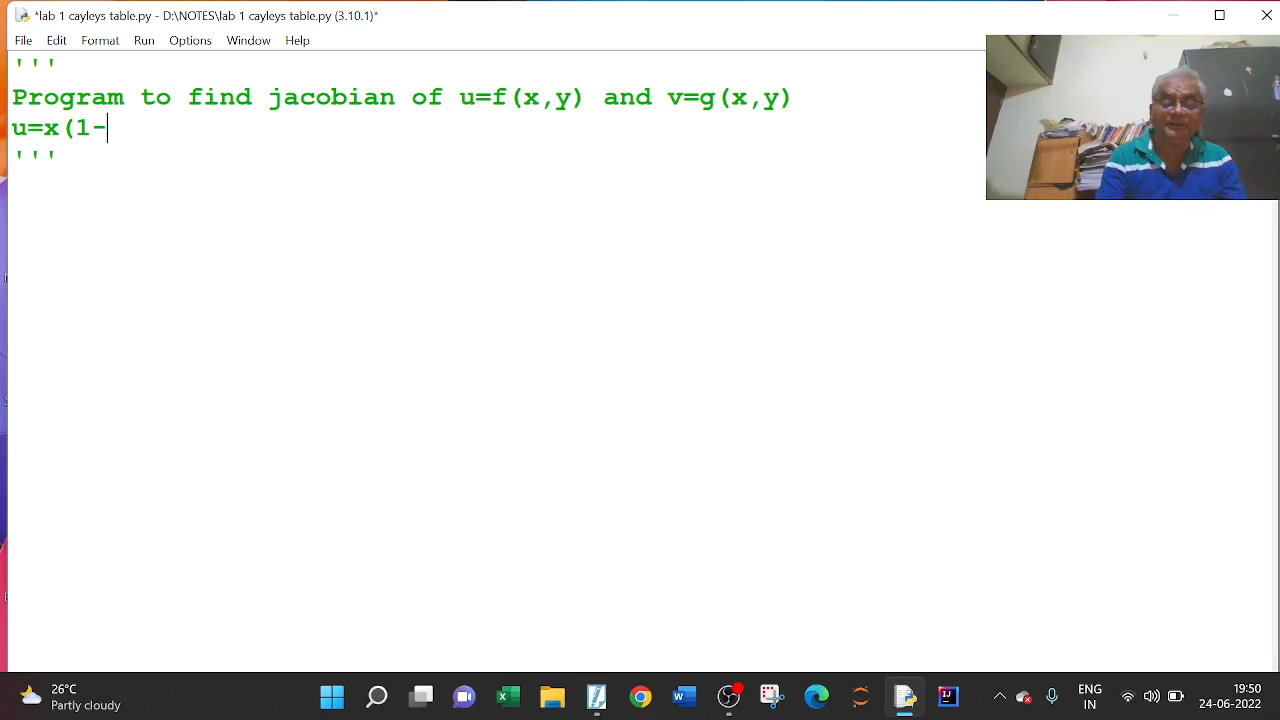 *lab 1 cayleys table.py - D:\NOTES\lab 1 cayleys table.py (3.10.1)*
File Edit Format Run Options Window Help
'''
Program to find jacobian of u=f(x,y) and v=g(x,y)
u=x(1-
'''
26°C
Partly cloudy
ENG
IN
19:50
24-06-2022